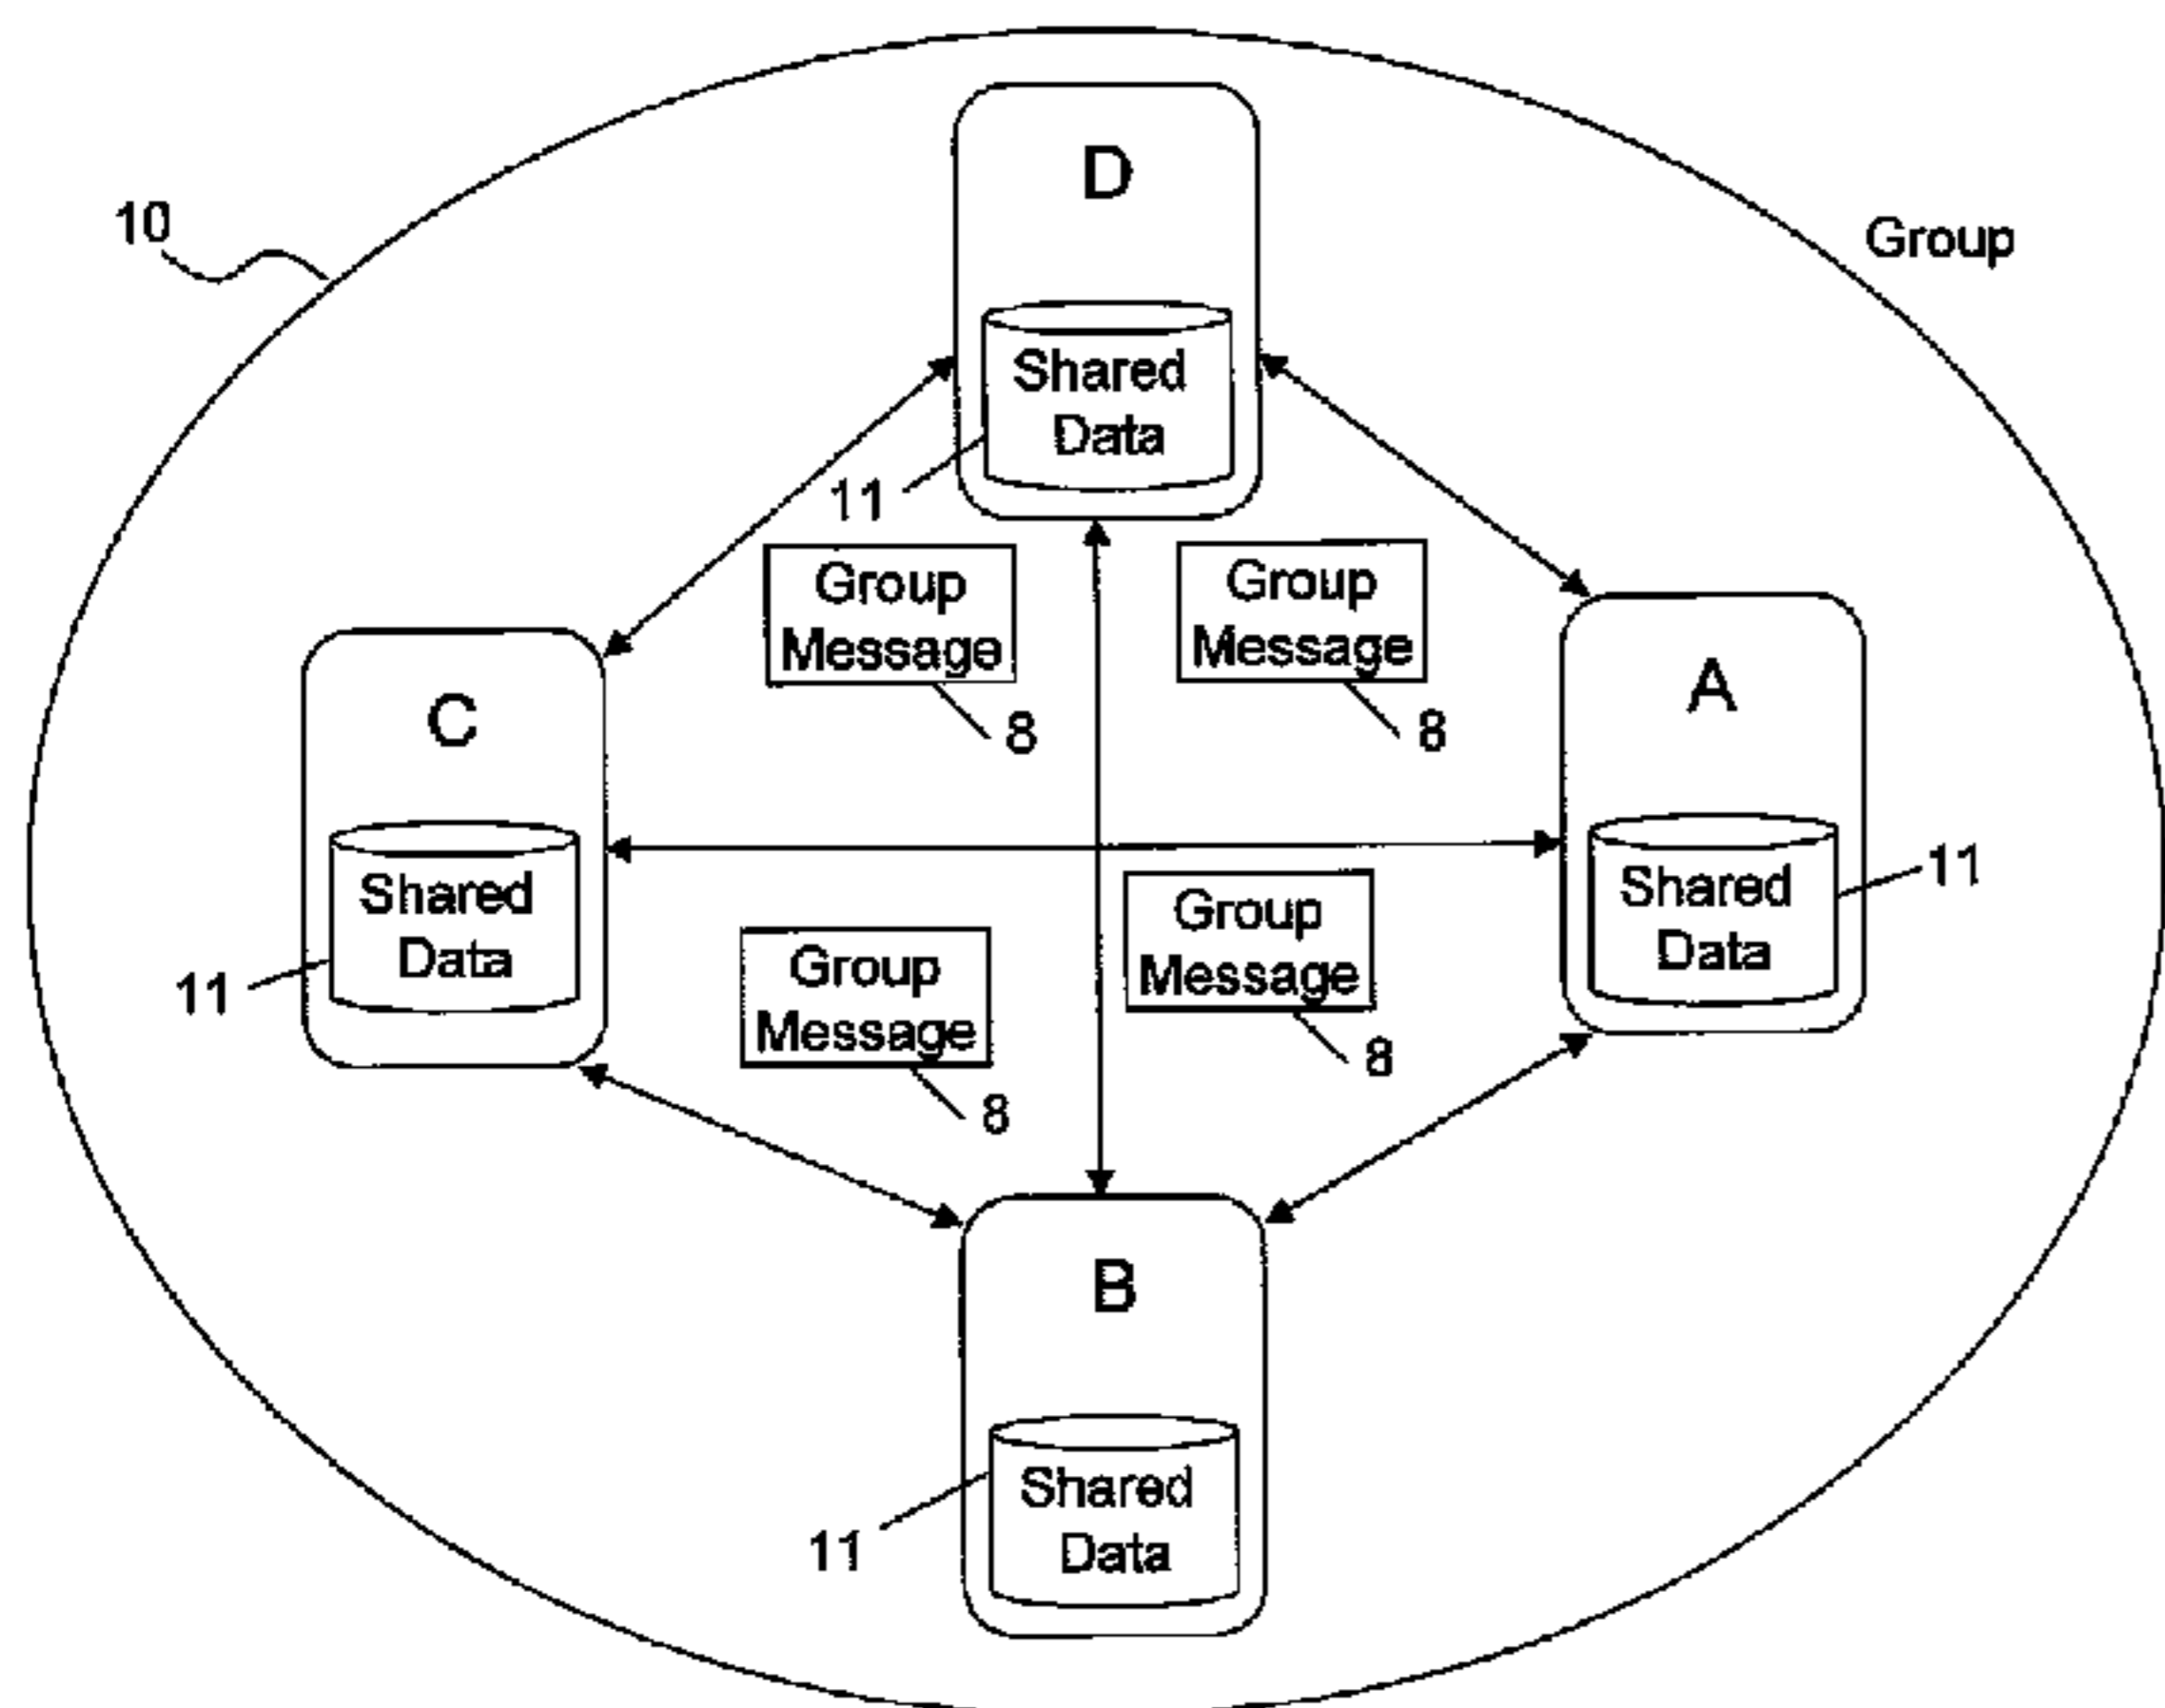 D
10
Group
Shared
Data
11
Group
Message
8
Group
Message
8
C
A
Shared
Data
11
Shared
Data
11
Group
Message
8
Group
Message
8
B
Shared
Data
11